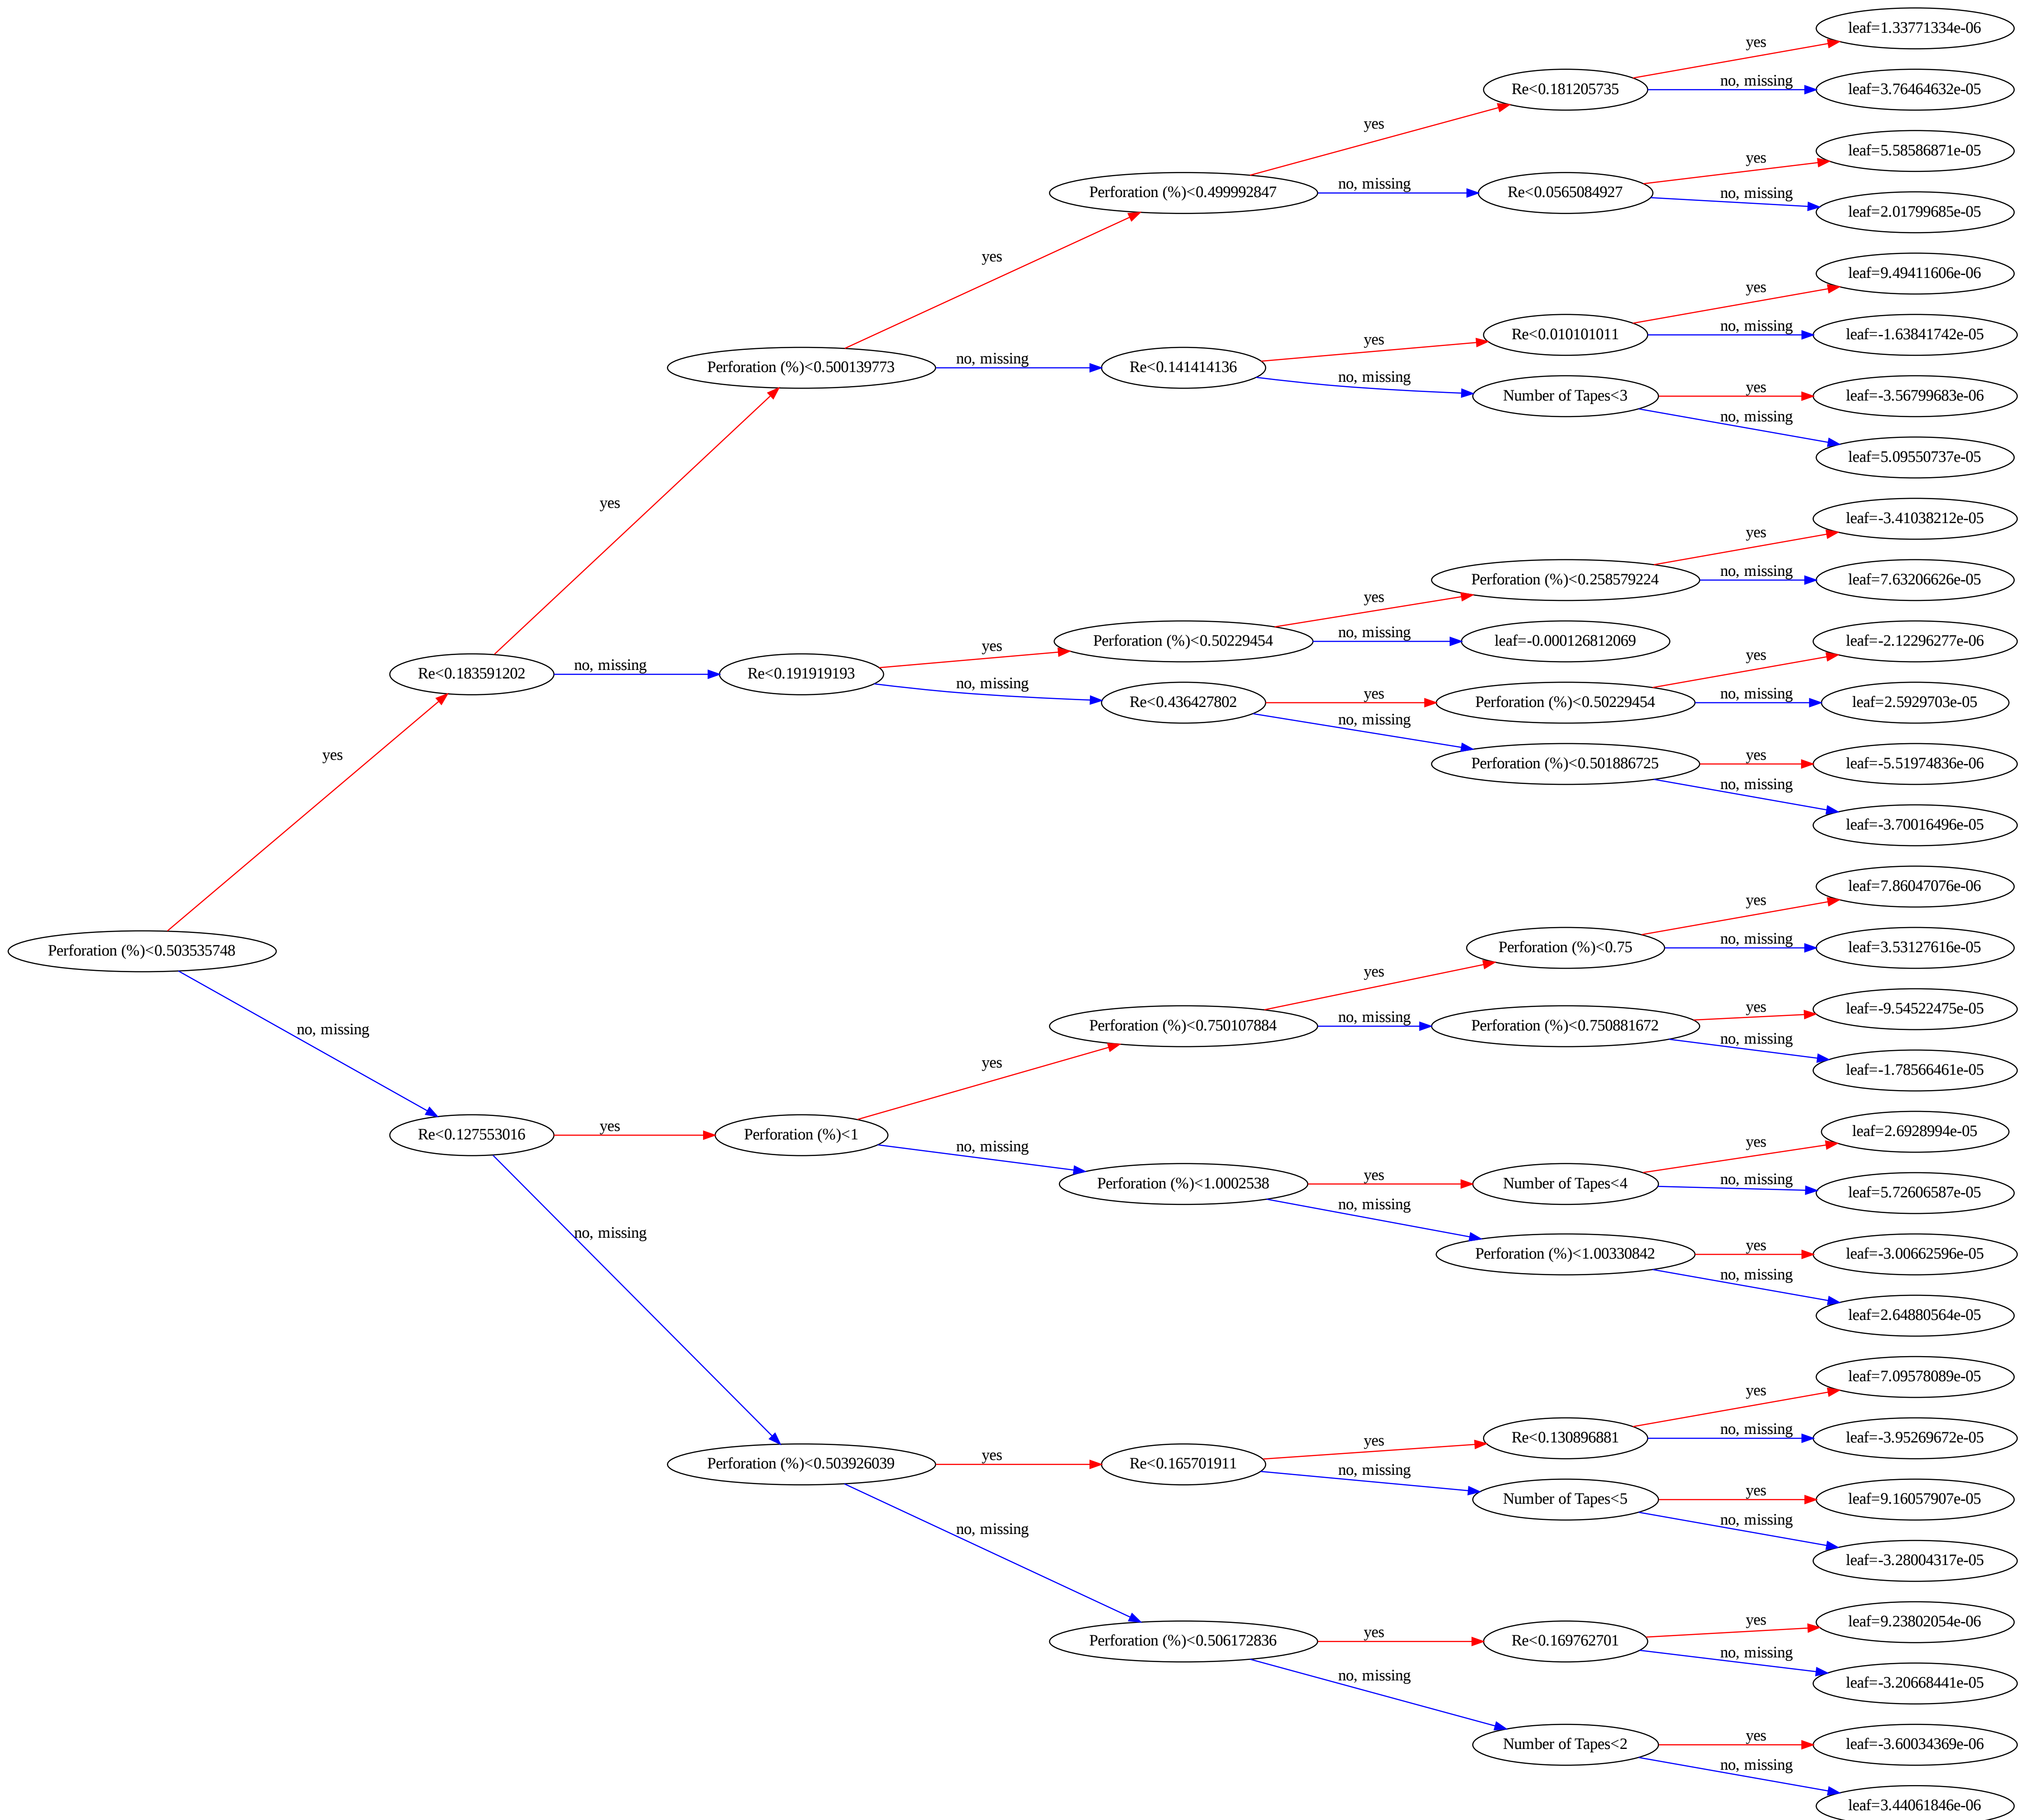 leaf=1.33771334e-06
yes
Re<0.181205735
no, missing
leaf=3.76464632e-05
yes
Perforation (%)<0.499992847
no, missing
Re<0.0565084927
yes
leaf=5.58586871e-05
no, missing
leaf=2.01799685e-05
yes
Perforation (%)<0.500139773
no, missing
Re<0.141414136
yes
Re<0.010101011
yes
leaf=9.49411606e-06
no, missing
leaf=-1.63841742e-05
no, missing
Number of Tapes<3
yes
leaf=-3.56799683e-06
no, missing
leaf=5.09550737e-05
yes
Re<0.183591202
no, missing
Re<0.191919193
yes
Perforation (%)<0.50229454
yes
Perforation (%)<0.258579224
yes
leaf=-3.41038212e-05
no, missing
leaf=7.63206626e-05
no, missing
leaf=-0.000126812069
no, missing
Re<0.436427802
yes
Perforation (%)<0.50229454
yes
leaf=-2.12296277e-06
no, missing
leaf=2.5929703e-05
no, missing
Perforation (%)<0.501886725
yes
leaf=-5.51974836e-06
no, missing
leaf=-3.70016496e-05
yes
Perforation (%)<0.503535748
no, missing
Re<0.127553016
yes
Perforation (%)<1
yes
Perforation (%)<0.750107884
yes
Perforation (%)<0.75
yes
leaf=7.86047076e-06
no, missing
leaf=3.53127616e-05
no, missing
Perforation (%)<0.750881672
yes
leaf=-9.54522475e-05
no, missing
leaf=-1.78566461e-05
no, missing
Perforation (%)<1.0002538
yes
Number of Tapes<4
yes
leaf=2.6928994e-05
no, missing
leaf=5.72606587e-05
no, missing
Perforation (%)<1.00330842
yes
leaf=-3.00662596e-05
no, missing
leaf=2.64880564e-05
no, missing
Perforation (%)<0.503926039
yes
Re<0.165701911
yes
Re<0.130896881
yes
leaf=7.09578089e-05
no, missing
leaf=-3.95269672e-05
no, missing
Number of Tapes<5
yes
leaf=9.16057907e-05
no, missing
leaf=-3.28004317e-05
no, missing
Perforation (%)<0.506172836
yes
Re<0.169762701
yes
leaf=9.23802054e-06
no, missing
leaf=-3.20668441e-05
no, missing
Number of Tapes<2
yes
leaf=-3.60034369e-06
no, missing
leaf=3.44061846e-06